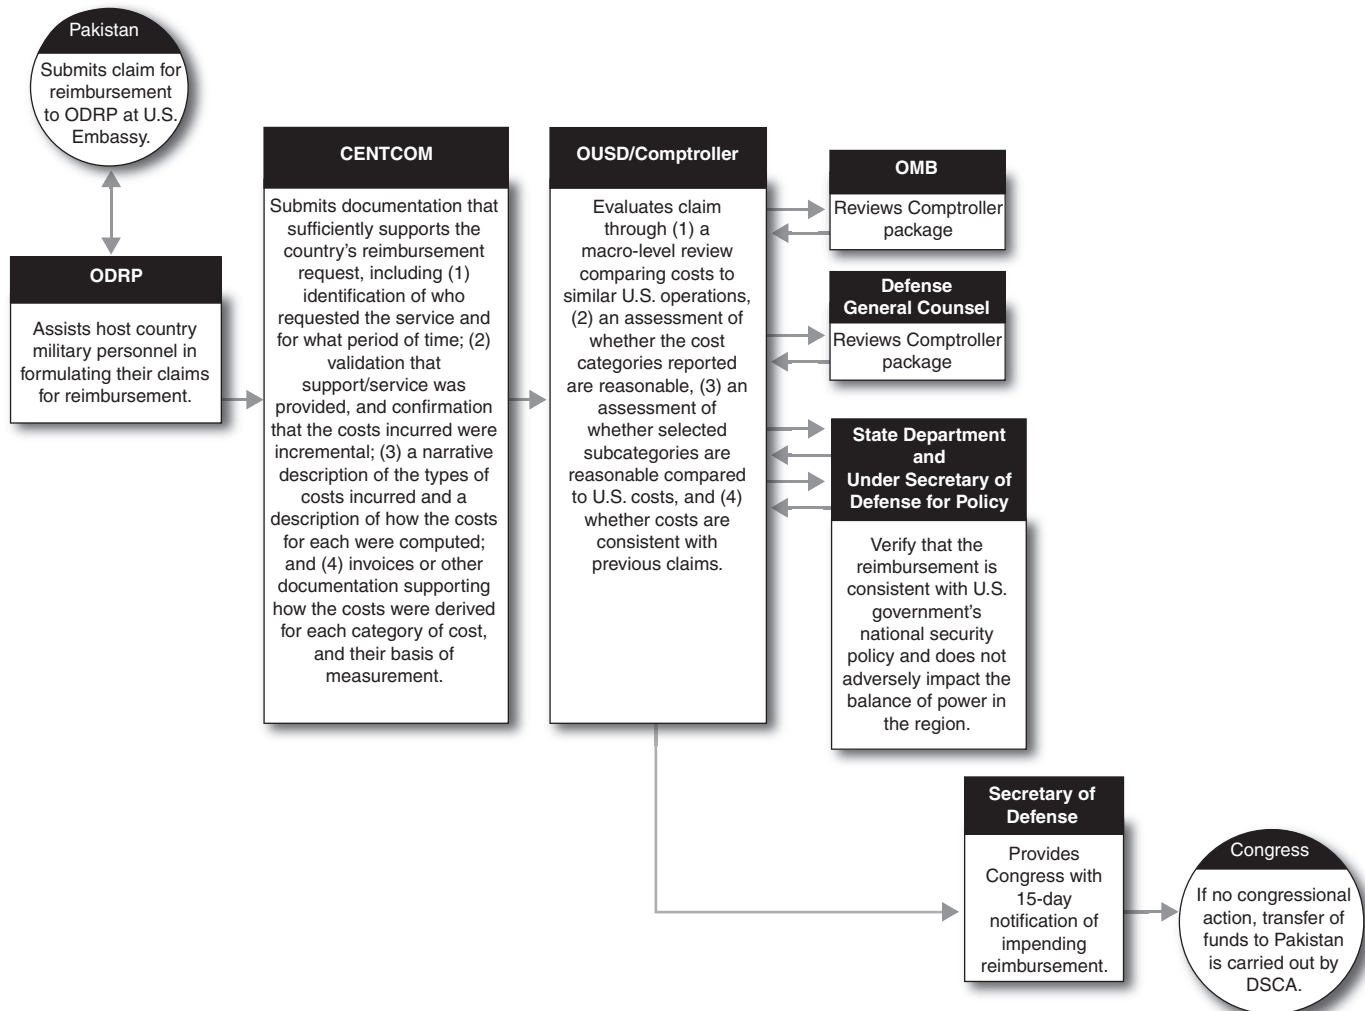 Pakistan
Submits claim for
reimbursement
to ODRP at U.S.
Embassy.
ODRP
Assists host country
military personnel in
formulating their claims
for reimbursement.
CENTCOM
Submits documentation that
sufficiently supports the
country’s reimbursement
request, including (1)
identification of who
requested the service and
for what period of time; (2)
validation that
support/service was
provided, and confirmation
that the costs incurred were
incremental; (3) a narrative
description of the types of
costs incurred and a
description of how the costs
for each were computed;
and (4) invoices or other
documentation supporting
how the costs were derived
for each category of cost,
and their basis of
measurement.
OUSD/Comptroller
Evaluates claim
through (1) a
macro-level review
comparing costs to
similar U.S. operations,
(2) an assessment of
whether the cost
categories reported
are reasonable, (3) an
assessment of
whether selected
subcategories are
reasonable compared
to U.S. costs, and (4)
whether costs are
consistent with
previous claims.
OMB
Reviews Comptroller
package
Defense
General Counsel
Reviews Comptroller
package
State Department
and
Under Secretary of
Defense for Policy
Verify that the
reimbursement is
consistent with U.S.
government’s
national security
policy and does not
adversely impact the
balance of power in
the region.
Secretary of
Defense
Provides
Congress with
15-day
notification of
impending
reimbursement.
Congress
If no congressional
action, transfer of
funds to Pakistan
is carried out by
DSCA.